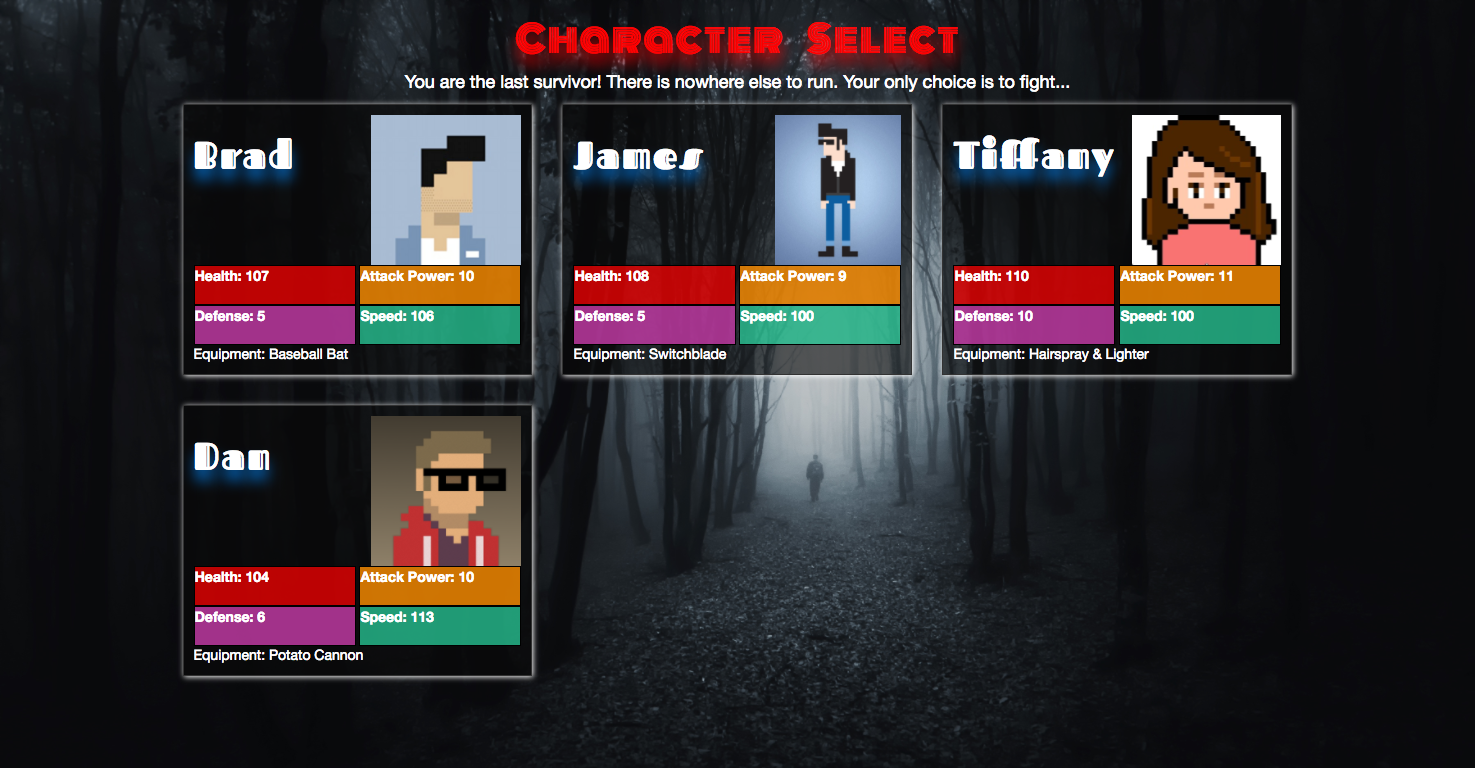 Character Select
You are the last survivor! There is nowhere else to run. Your only choice is to fight...
Brad
Health: 107
Attack Power: 10
Defense: 5
Speed: 106
Equipment: Baseball Bat
James
Health: 108
Attack Power: 9
Defense: 5
Speed: 100
Equipment: Switchblade
Tiffany
Health: 110
Attack Power: 11
Defense: 10
Speed: 100
Equipment: Hairspray & Lighter
Dan
Health: 104
Attack Power: 10
Defense: 6
Speed: 113
Equipment: Potato Cannon